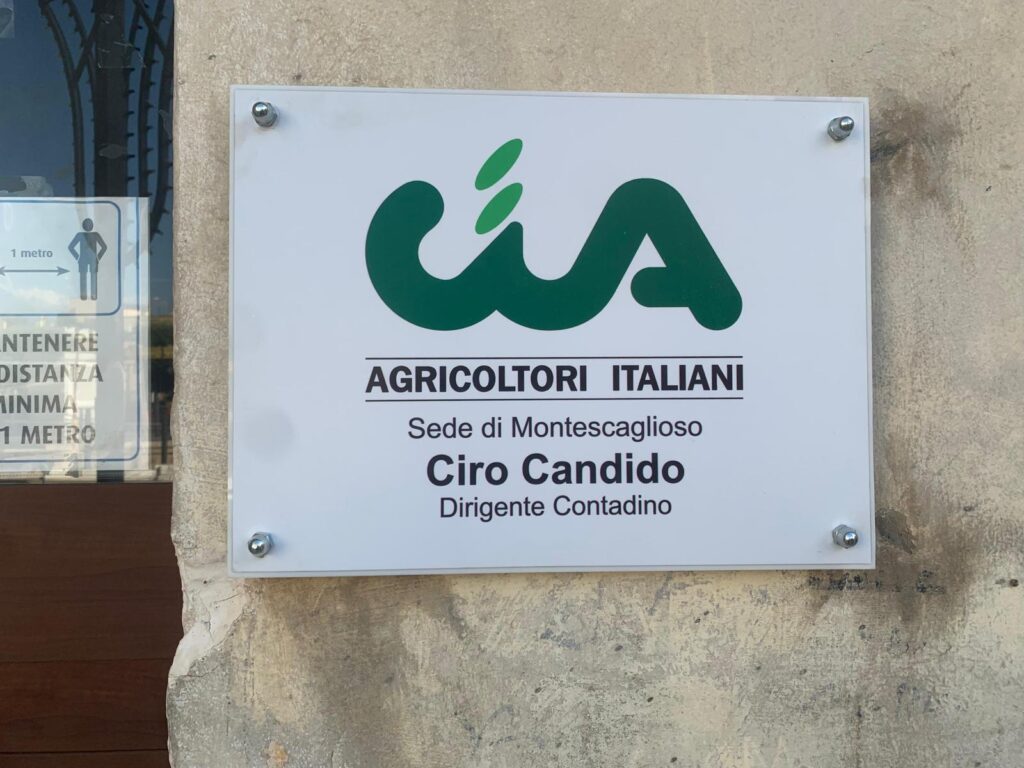 CIA
AGRICOLTORI ITALIANI
Sede di Montescaglioso
Ciro Candido
Dirigente Contadino
1 metro
DISTANZA
MINIMA
1 METRO